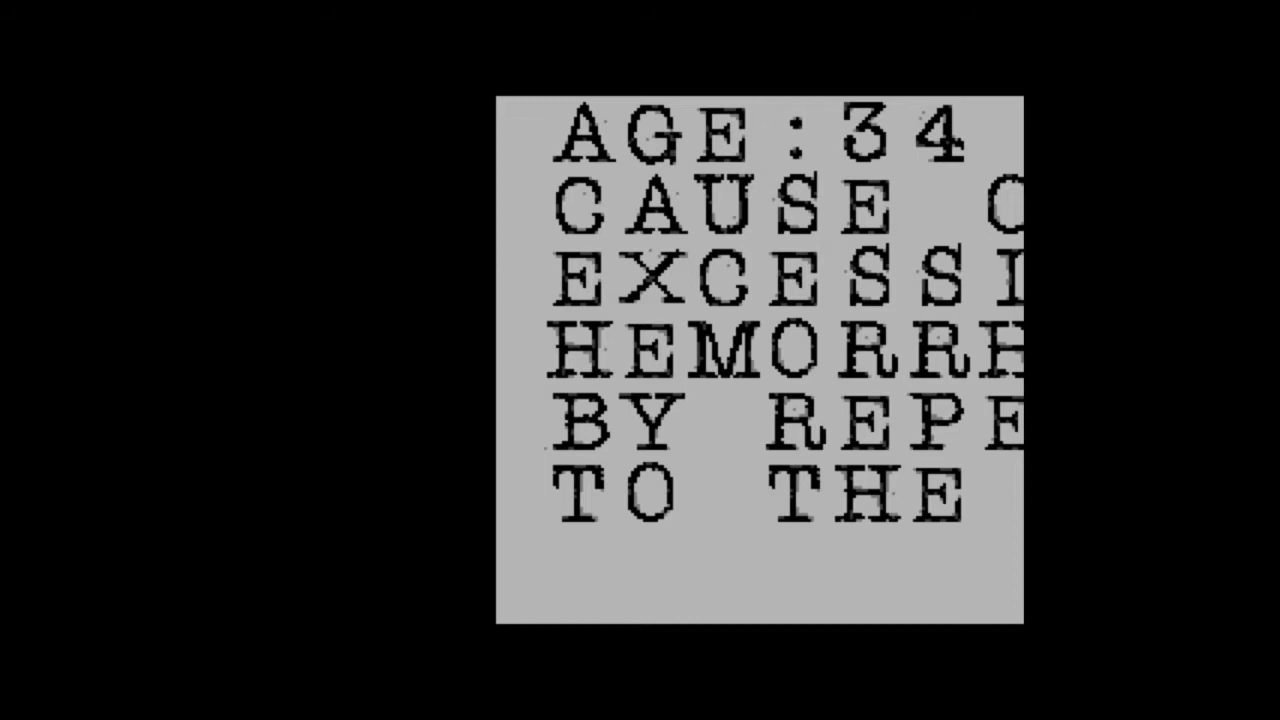 AGE:34
CAUSE
EXCESSI
HEMORRH
BY REPE
TO THE